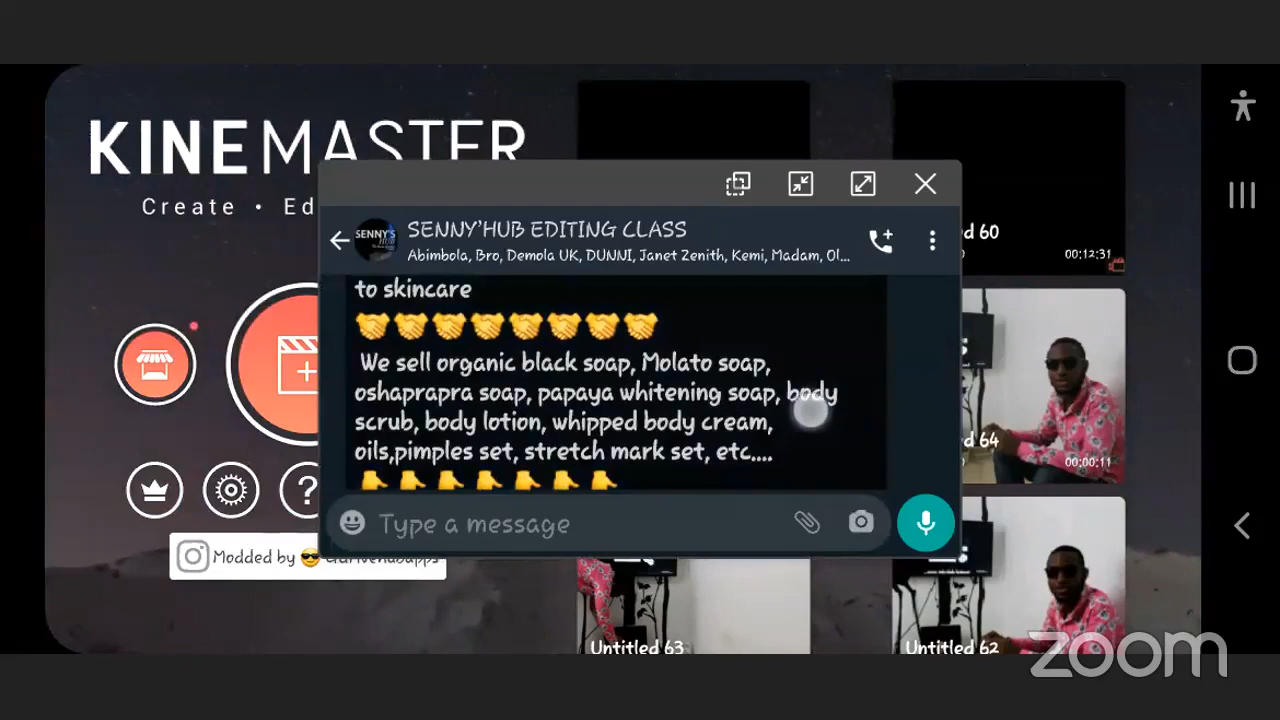 KINEMASTER
Create • Ed
SENNY'S
SENNY'HUB EDITING CLASS
Abimbola, Bro, Demola UK, DUNNI, Janet Zenith, Kemi, Madam, Ol...
d 60
00:12:31
to skincare
🤝🤝🤝🤝🤝🤝🤝🤝
We sell organic black soap, Molato soap,
oshaprapra soap, papaya whitening soap, body
scrub, body lotion, whipped body cream,
oils,pimples set, stretch mark set, etc....
d 64
00:00:11
Type a message
Modded by 😎
Untitled 63
Untitled 62
zoom